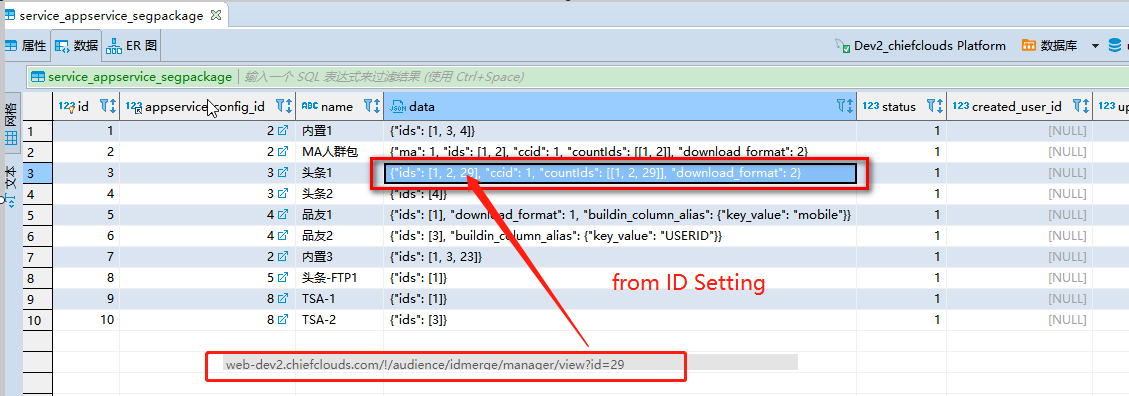 service_appservice_segpackage
属性 数据 ER 图 Dev2_chiefclouds Platform 数据库
service_appservice_segpackage 输入一个 SQL 表达式来过滤结果 (使用 Ctrl+Space)
网格
文本
123 id 123 appservice_config_id ABC name JSON data 123 status 123 created_user_id 123 up
1 1 2 内置1 {"ids": [1, 3, 4]} 1 [NULL]
2 2 2 MA人群包 {"ma": 1, "ids": [1, 2], "ccid": 1, "countIds": [[1, 2]], "download_format": 2} 1 [NULL]
3 3 3 头条1 {"ids": [1, 2, 29], "ccid": 1, "countIds": [[1, 2, 29]], "download_format": 2} 1 [NULL]
4 4 3 头条2 {"ids": [4]} 1 [NULL]
5 5 4 品友1 {"ids": [1], "download_format": 1, "buildin_column_alias": {"key_value": "mobile"}} 1 [NULL]
6 6 4 品友2 {"ids": [3], "buildin_column_alias": {"key_value": "USERID"}} 1 [NULL]
7 7 2 内置3 {"ids": [1, 3, 23]} 1 [NULL]
8 8 5 头条-FTP1 {"ids": [1]} 1 [NULL]
9 9 8 TSA-1 {"ids": [1]} 1 [NULL]
10 10 8 TSA-2 {"ids": [3]} 1 [NULL]
from ID Setting
web-dev2.chiefclouds.com/!/audience/idmerge/manager/view?id=29